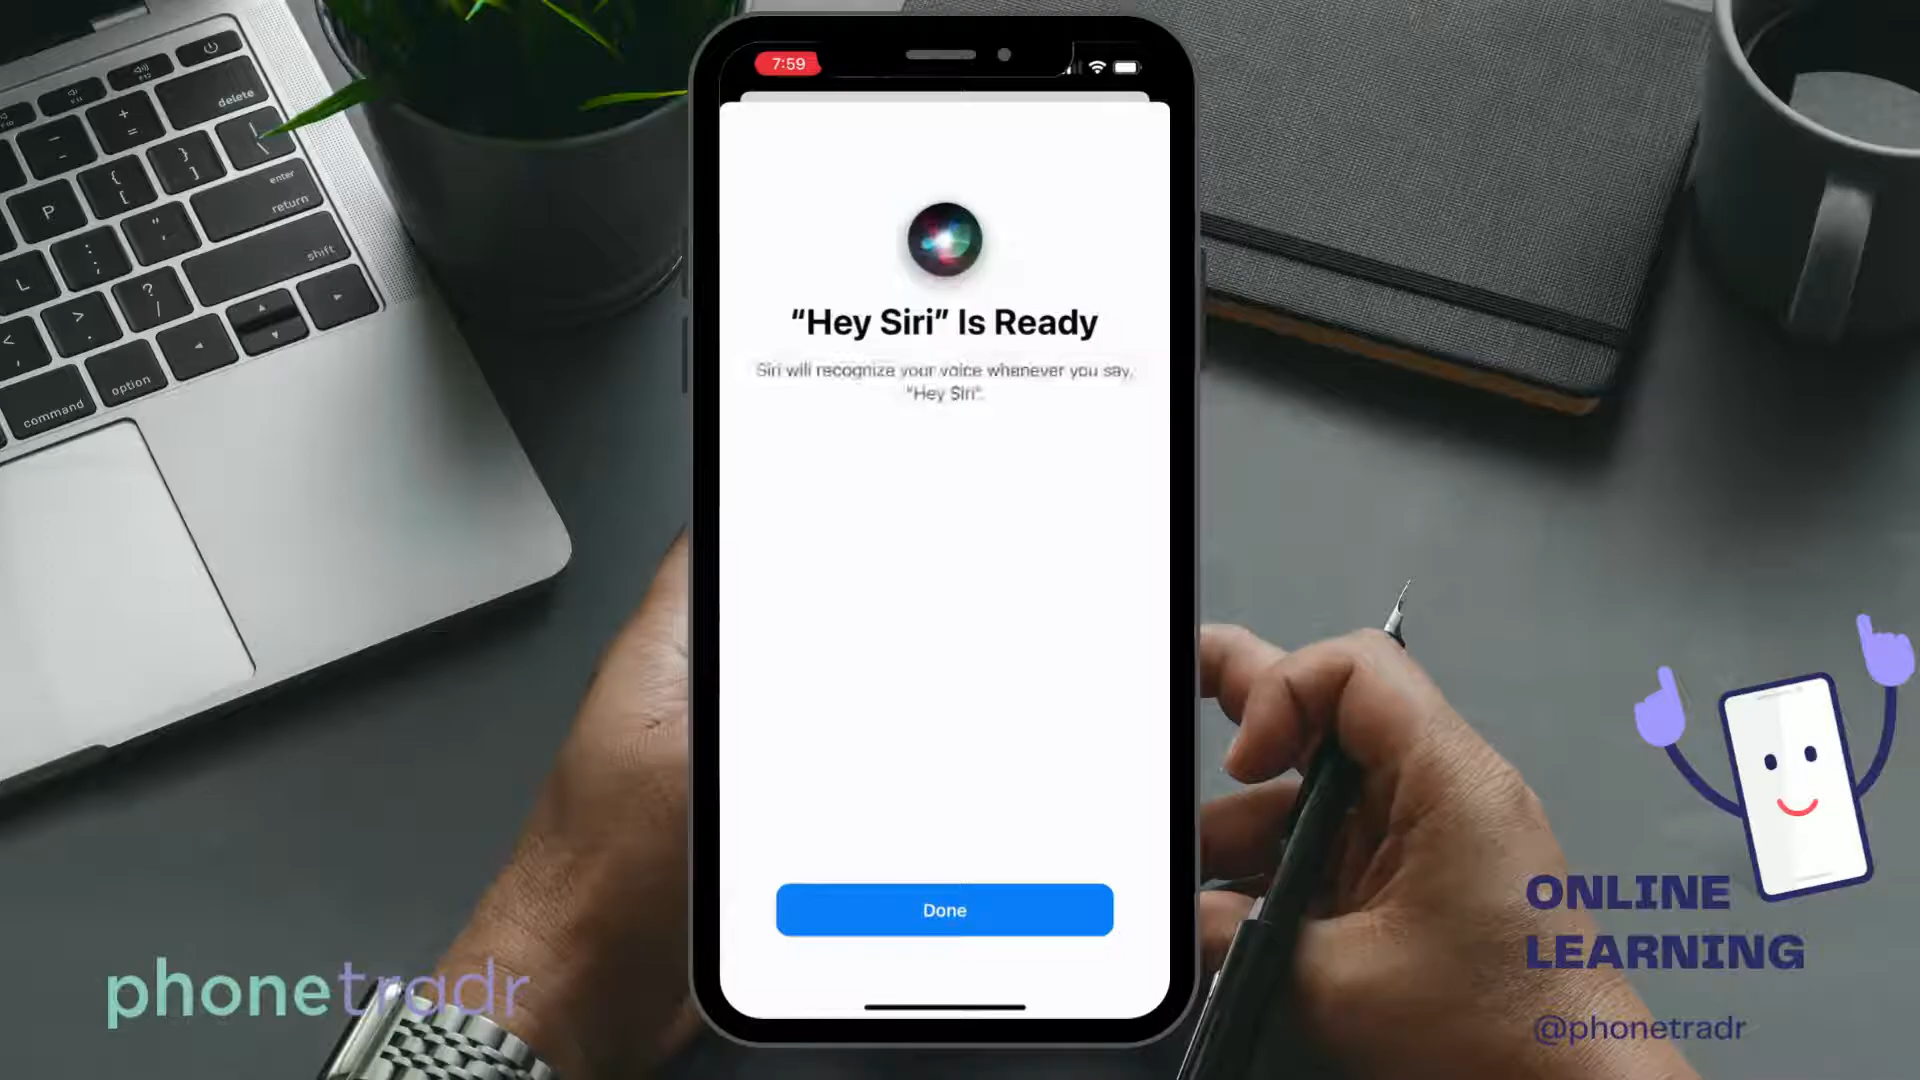 7:59
“Hey Siri” Is Ready
Siri will recognize your voice whenever you say,
“Hey Siri”.
Done
delete
enter
return
shift
option
command
P
L
phonetradr
ONLINE
LEARNING
@phonetradr